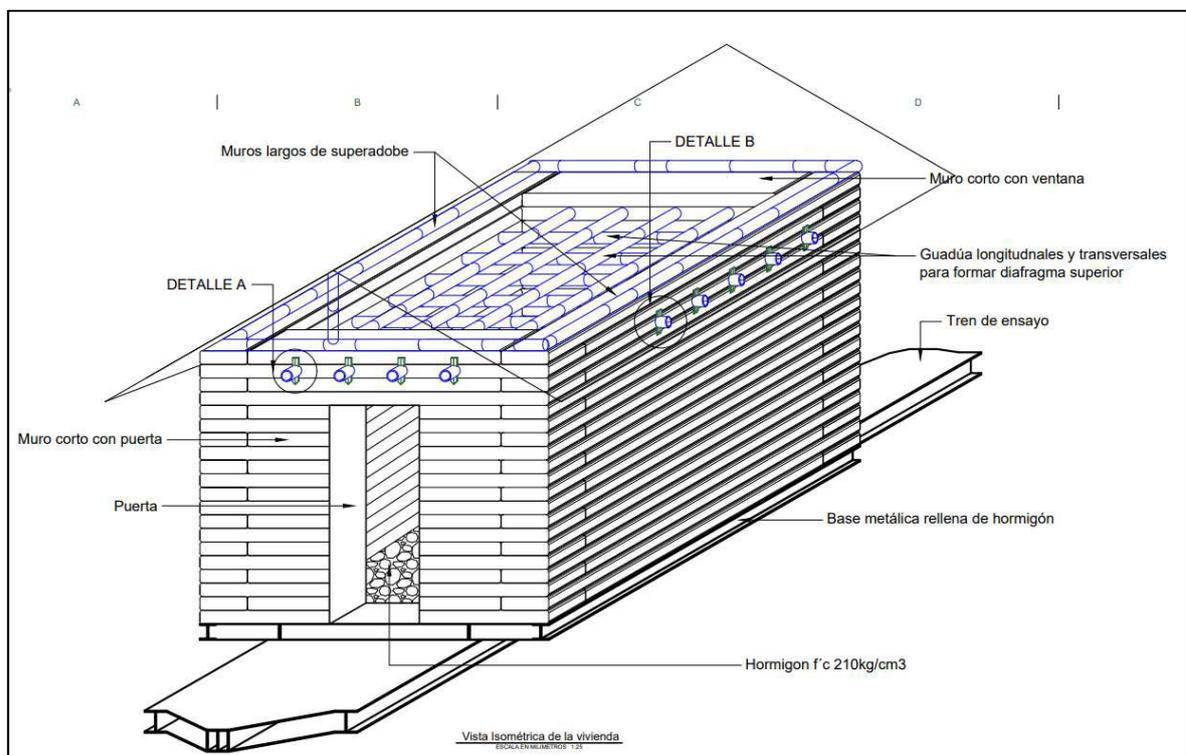 A
B
C
D
DETALLE B
Muros largos de superadobe
Muro corto con ventana
Guadúa longitudnales y transversales
para formar diafragma superior
DETALLE A
Tren de ensayo
Muro corto con puerta
Puerta
Base metálica rellena de hormigón
Hormigon f´c 210kg/cm3
Vista Isométrica de la vivienda
ESCALA EN MILIMETROS 1:25